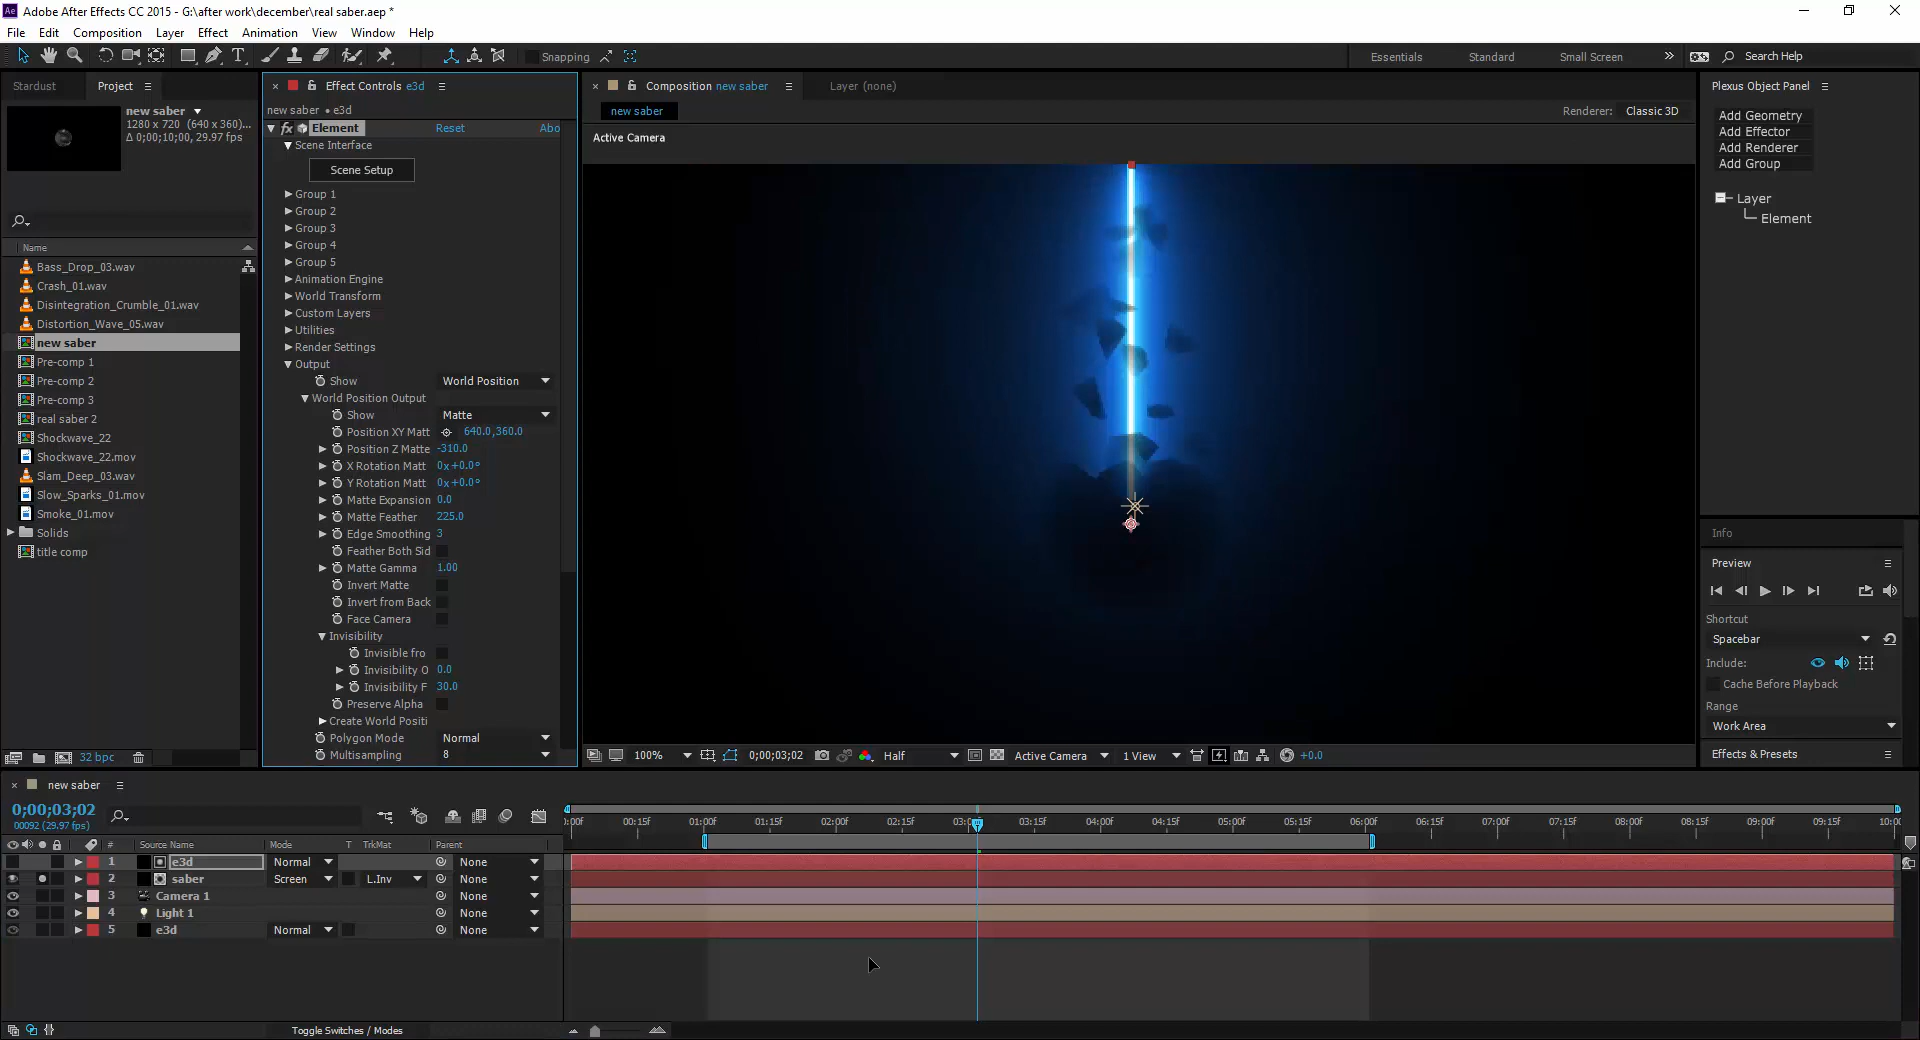 Ae Adobe After Effects CC 2015 - G:\after work\december\real saber.aep *
File Edit Composition Layer Effect Animation View Window Help
Snapping
Essentials Standard Small Screen » Search Help
Stardust Project
new saber
1280 x 720 (640 x 360)...
Δ 0;00;10;00, 29.97 fps
Name
Bass_Drop_03.wav
Crash_01.wav
Disintegration_Crumble_01.wav
Distortion_Wave_05.wav
new saber
Pre-comp 1
Pre-comp 2
Pre-comp 3
real saber 2
Shockwave_22
Shockwave_22.mov
Slam_Deep_03.wav
Slow_Sparks_01.mov
Smoke_01.mov
Solids
title comp
32 bpc
Effect Controls e3d
new saber • e3d
fx Element Reset Abo
Scene Interface
Scene Setup
Group 1
Group 2
Group 3
Group 4
Group 5
Animation Engine
World Transform
Custom Layers
Utilities
Render Settings
Output
Show World Position
World Position Output
Show Matte
Position XY Matt 640.0,360.0
Position Z Matte -310.0
X Rotation Matt 0x+0.0°
Y Rotation Matt 0x+0.0°
Matte Expansion 0.0
Matte Feather 225.0
Edge Smoothing 3
Feather Both Sid
Matte Gamma 1.00
Invert Matte
Invert from Back
Face Camera
Invisibility
Invisible fro
Invisibility O 0.0
Invisibility F 30.0
Preserve Alpha
Create World Positi
Polygon Mode Normal
Multisampling 8
Composition new saber Layer (none)
new saber
Renderer: Classic 3D
Active Camera
100% 0;00;03;02 Half Active Camera 1 View +0.0
Plexus Object Panel
Add Geometry
Add Effector
Add Renderer
Add Group
Layer
Element
Info
Preview
Shortcut
Spacebar
Include:
Cache Before Playback
Range
Work Area
Effects & Presets
new saber
0;00;03;02
00092 (29.97 fps)
# Source Name Mode T TrkMat Parent
0:00f 00:15f 01:00f 01:15f 02:00f 02:15f 03: 03:15f 04:00f 04:15f 05:00f 05:15f 06:00f 06:15f 07:00f 07:15f 08:00f 08:15f 09:00f 09:15f 10:0
1 e3d Normal None
2 saber Screen L.Inv None
3 Camera 1 None
4 Light 1 None
5 e3d Normal None
Toggle Switches / Modes